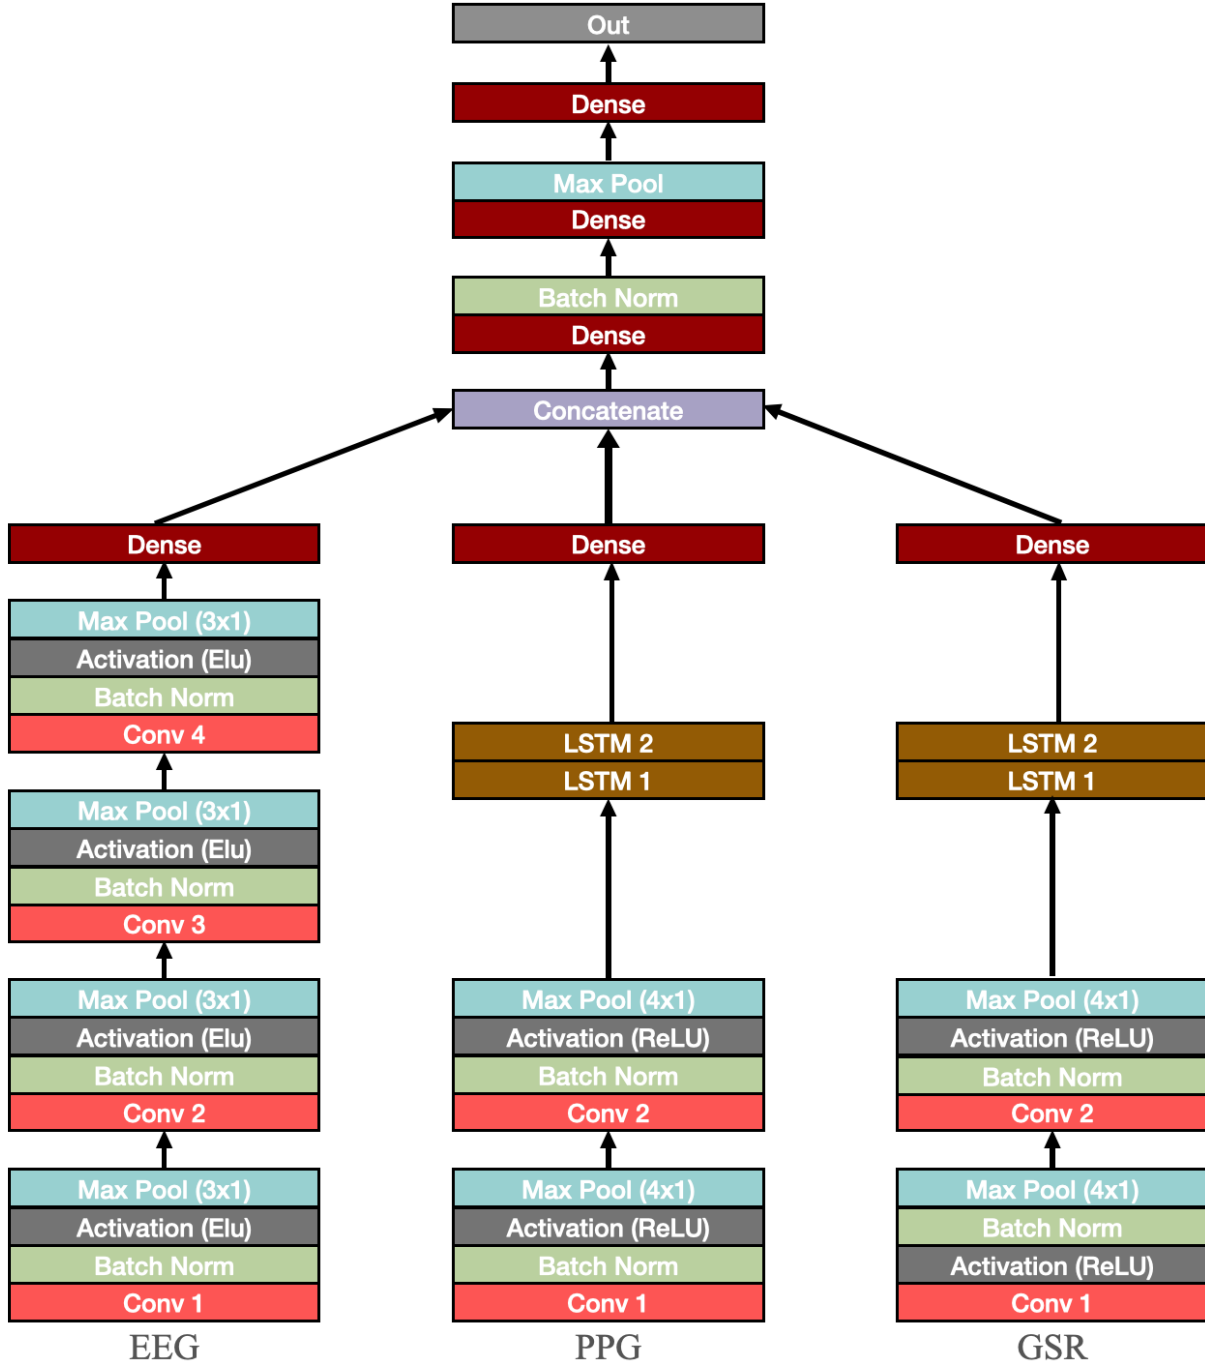 Out
Dense
Max Pool
Dense
Batch Norm
Dense
Concatenate
Dense
Max Pool (3x1)
Activation (Elu)
Batch Norm
Conv 4
Max Pool (3x1)
Activation (Elu)
Batch Norm
Conv 3
Max Pool (3x1)
Activation (Elu)
Batch Norm
Conv 2
Max Pool (3x1)
Activation (Elu)
Batch Norm
Conv 1
EEG
Dense
LSTM 2
LSTM 1
Max Pool (4x1)
Activation (ReLU)
Batch Norm
Conv 2
Max Pool (4x1)
Activation (ReLU)
Batch Norm
Conv 1
PPG
Dense
LSTM 2
LSTM 1
Max Pool (4x1)
Activation (ReLU)
Batch Norm
Conv 2
Max Pool (4x1)
Batch Norm
Activation (ReLU)
Conv 1
GSR